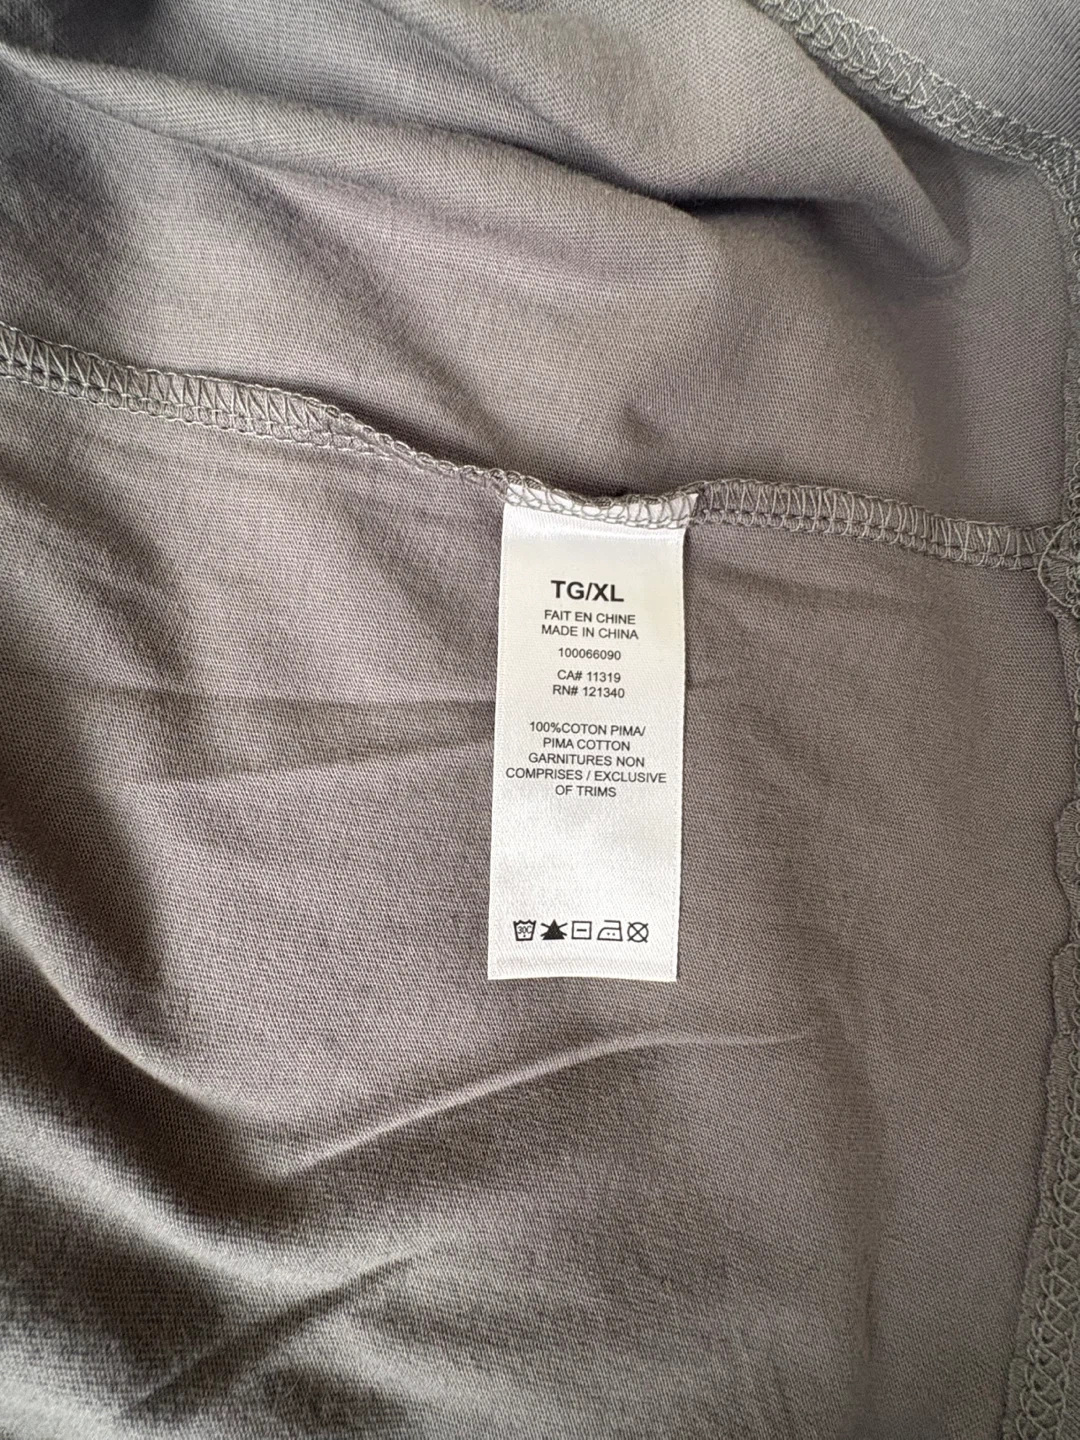 TG/XL
FAIT EN CHINE
MADE IN CHINA
100066090
CA# 11319
RN# 121340
100%COTON PIMA/
PIMA COTTON
GARNITURES NON
COMPRISES / EXCLUSIVE
OF TRIMS
30C